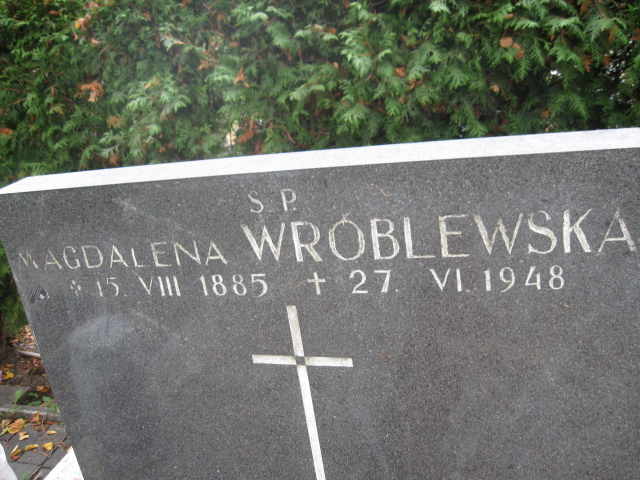 S.P.
MAGDALENA WRÓBLEWSKA
* 15. VIII 1885 + 27. VI. 1948